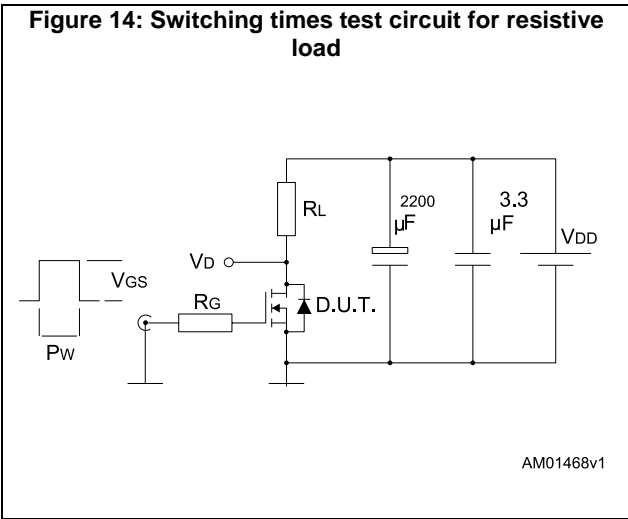 Figure 14: Switching times test circuit for resistive
load
2200
μF
3.3
μF
RL
VDD
VD
VGS
RG
D.U.T.
PW
AM01468v1